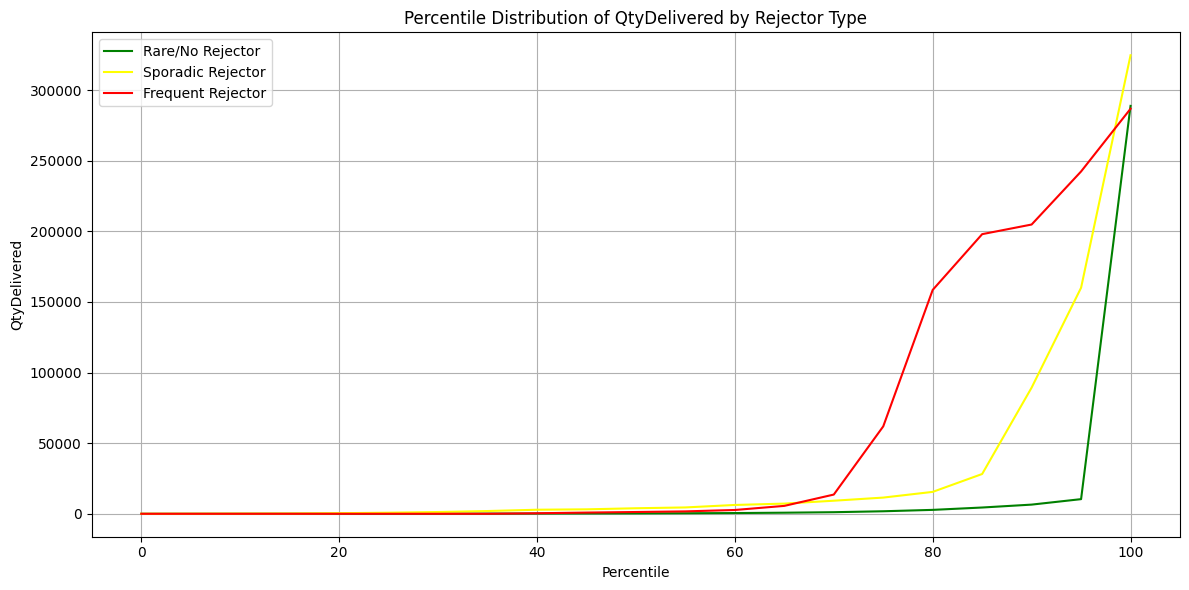 Percentile Distribution of QtyDelivered by Rejector Type
Rare/No Rejector
Sporadic Rejector
Frequent Rejector
QtyDelivered
300000
250000
200000
150000
100000
50000
0
0 20 40 60 80 100
Percentile